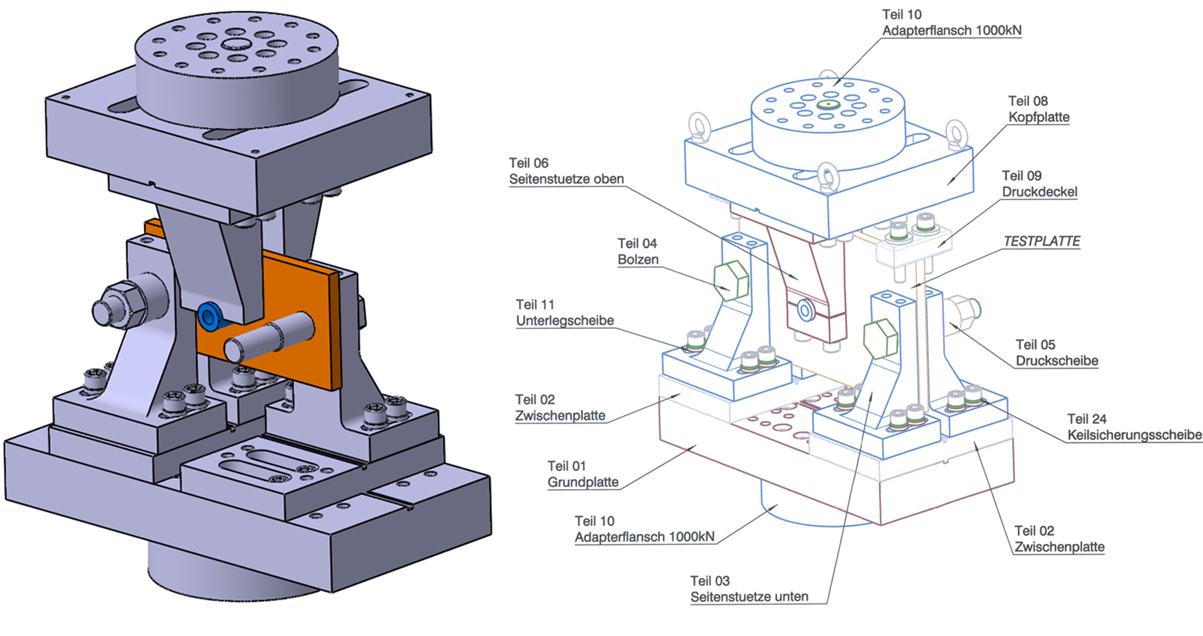 Teil 10
Adapterflansch 1000kN
Teil 08
Kopfplatte
Teil 06
Seitenstuetze oben
Teil 09
Druckdeckel
TESTPLATTE
Teil 04
Bolzen
Teil 11
Unterlegscheibe
Teil 05
Druckscheibe
Teil 02
Zwischenplatte
Teil 24
Keilsicherungsscheibe
Teil 01
Grundplatte
Teil 10
Adapterflansch 1000kN
Teil 02
Zwischenplatte
Teil 03
Seitenstuetze unten